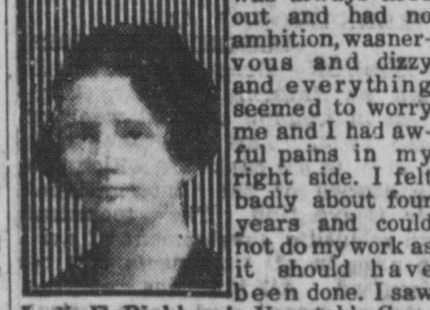 out and had no
ambition, was ner-
vous and dizzy
and everything
seemed to worry
me and I had aw-
ful pains in my
right side. I felt
badly about four
years and could
not do my work as
it should have
been done. I saw